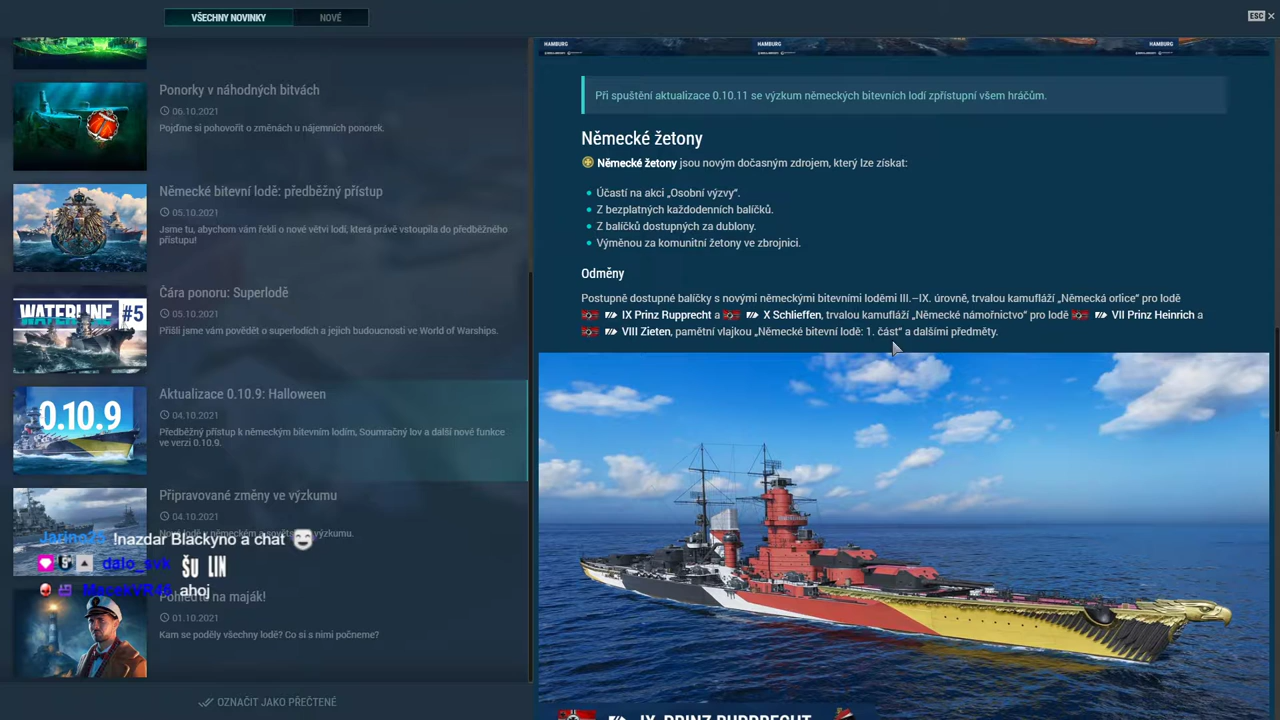 VŠECHNY NOVINKY
NOVÉ
ESC ×
Ponorky v náhodných bitvách
06.10.2021
Pojďme si pohovořit o změnách u nájemních ponorek.
Německé bitevní lodě: předběžný přístup
05.10.2021
Jsme tu, abychom vám řekli o nové větvi lodí, která právě vstoupila do předběžného
přístupu!
WATERLINE #5
Čára ponoru: Superlodě
05.10.2021
Přišli jsme vám povědět o superlodích a jejich budoucnosti ve World of Warships.
0.10.9
Aktualizace 0.10.9: Halloween
04.10.2021
Předběžný přístup k německým bitevním lodím, Soumračný lov a další nové funkce
ve verzi 0.10.9.
Připravované změny ve výzkumu
04.10.2021
výzkumu.
Jarino25 !nazdar Blackyno a chat
dalo_svk ŠU LIN
MacekVR46 ahoj
na maják!
01.10.2021
Kam se poděly všechny lodě? Co si s nimi počneme?
OZNAČIT JAKO PŘEČTENÉ
HAMBURG HAMBURG HAMBURG
Při spuštění aktualizace 0.10.11 se výzkum německých bitevních lodí zpřístupní všem hráčům.
Německé žetony
Německé žetony jsou novým dočasným zdrojem, který lze získat:
Účastí na akci „Osobní výzvy“.
Z bezplatných každodenních balíčků.
Z balíčků dostupných za dublony.
Výměnou za komunitní žetony ve zbrojnici.
Odměny
Postupně dostupné balíčky s novými německými bitevními loděmi III.–IX. úrovně, trvalou kamufláží „Německá orlice“ pro lodě
IX Prinz Rupprecht a X Schlieffen, trvalou kamufláží „Německé námořnictvo“ pro lodě VII Prinz Heinrich a
VIII Zieten, pamětní vlajkou „Německé bitevní lodě: 1. část“ a dalšími předměty.
IX PRINZ RUPPRECHT